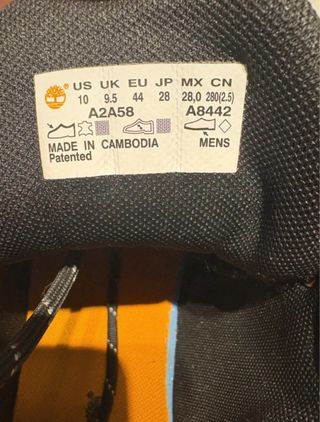 US UK EU JP MX CN
10 9.5 44 28 28,0 280(2.5)
A2A58 A8442
MADE IN CAMBODIA MENS
Patented